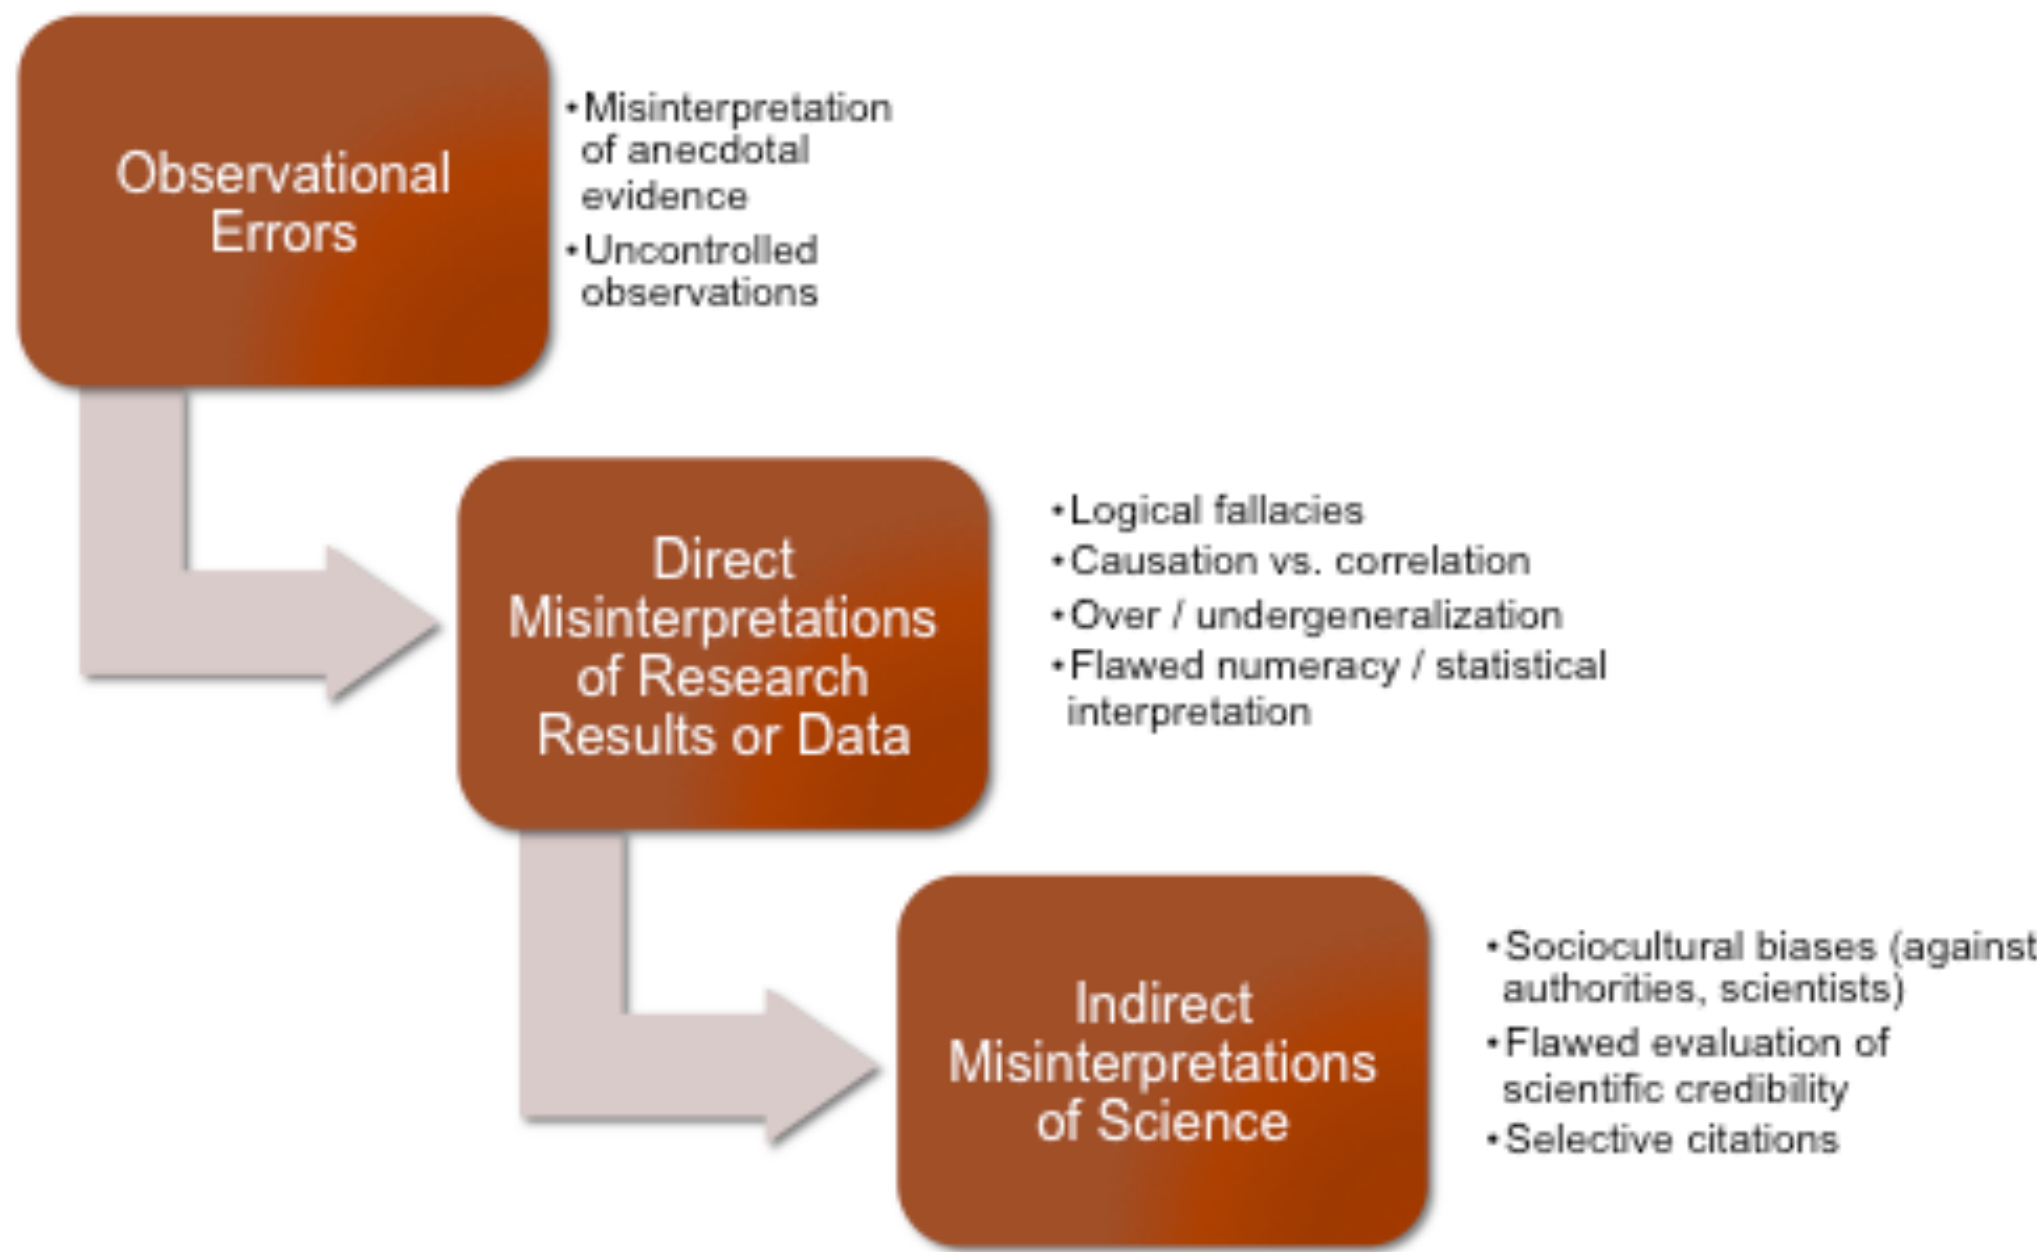 Observational
Errors
•Misinterpretation
of anecdotal
evidence
•Uncontrolled
observations
Direct
Misinterpretations
of Research
Results or Data
•Logical fallacies
•Causation vs. correlation
•Over / undergeneralization
•Flawed numeracy / statistical
interpretation
Indirect
Misinterpretations
of Science
•Sociocultural biases (against
authorities, scientists)
•Flawed evaluation of
scientific credibility
•Selective citations